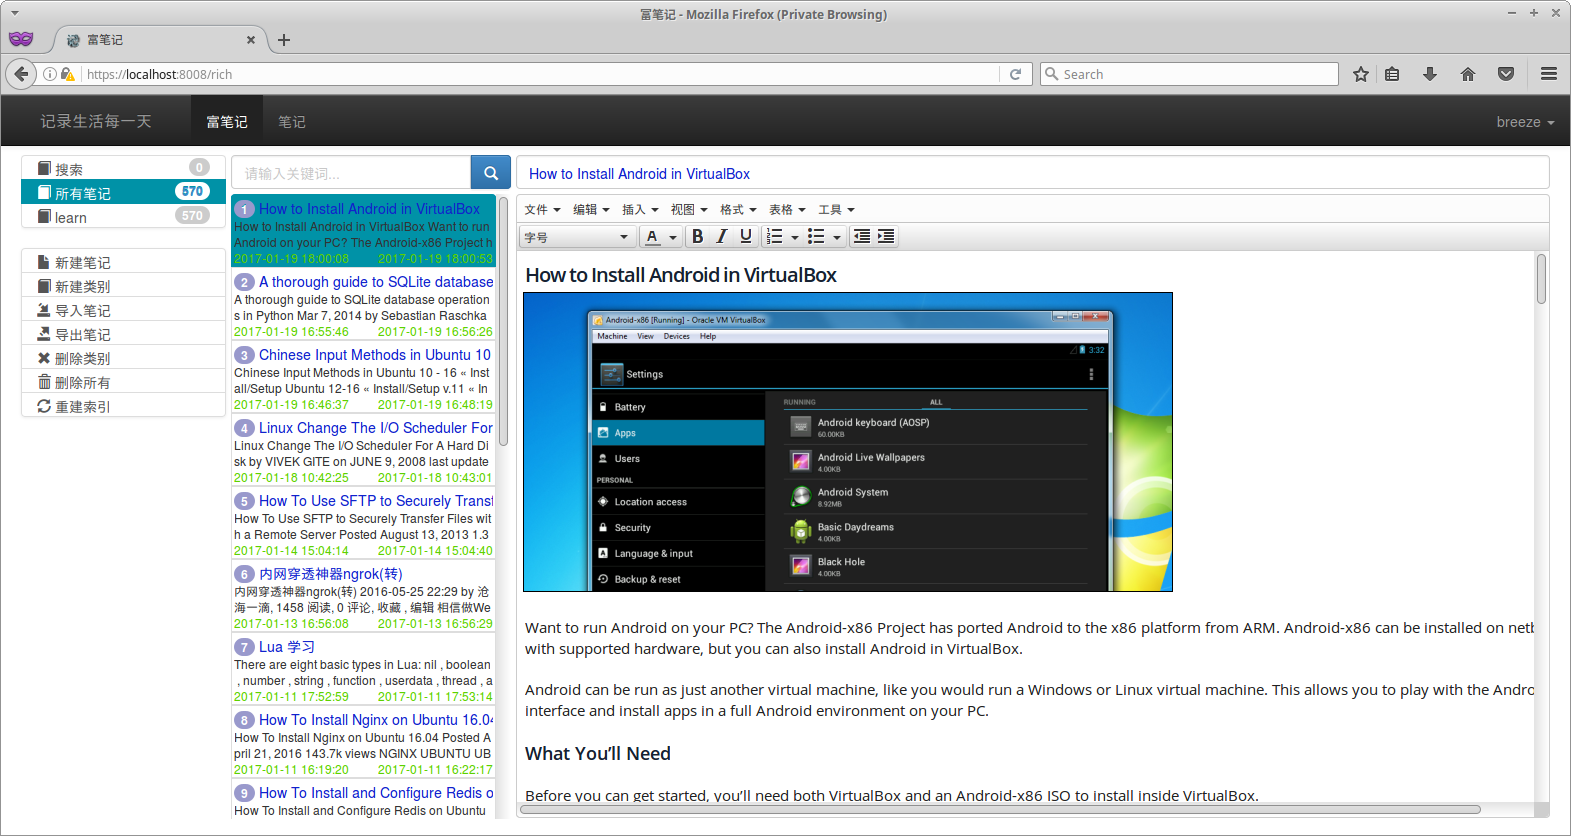 富笔记 - Mozilla Firefox (Private Browsing)
富笔记
https://localhost:8008/rich
Search
记录生活每一天
富笔记
笔记
breeze
搜索 0
所有笔记 570
learn 570
新建笔记
新建类别
导入笔记
导出笔记
删除类别
删除所有
重建索引
请输入关键词...
1 How to Install Android in VirtualBox
How to Install Android in VirtualBox Want to run
Android on your PC? The Android-x86 Project h
2017-01-19 18:00:08 2017-01-19 18:00:53
2 A thorough guide to SQLite database
A thorough guide to SQLite database operation
s in Python Mar 7, 2014 by Sebastian Raschka
2017-01-19 16:55:46 2017-01-19 16:56:26
3 Chinese Input Methods in Ubuntu 10
Chinese Input Methods in Ubuntu 10 - 16 « Inst
all/Setup Ubuntu 12-16 « Install/Setup v.11 « In
2017-01-19 16:46:37 2017-01-19 16:48:19
4 Linux Change The I/O Scheduler For
Linux Change The I/O Scheduler For A Hard Di
sk by VIVEK GITE on JUNE 9, 2008 last update
2017-01-18 10:42:25 2017-01-18 10:43:01
5 How To Use SFTP to Securely Transf
How To Use SFTP to Securely Transfer Files wit
h a Remote Server Posted August 13, 2013 1.3
2017-01-14 15:04:14 2017-01-14 15:04:40
6 内网穿透神器ngrok(转)
内网穿透神器ngrok(转) 2016-05-25 22:29 by 沧
海一滴, 1458 阅读, 0 评论, 收藏 , 编辑 相信做We
2017-01-13 16:56:08 2017-01-13 16:56:29
7 Lua 学习
There are eight basic types in Lua: nil , boolean
, number , string , function , userdata , thread , a
2017-01-11 17:52:59 2017-01-11 17:53:14
8 How To Install Nginx on Ubuntu 16.04
How To Install Nginx on Ubuntu 16.04 Posted A
pril 21, 2016 143.7k views NGINX UBUNTU UB
2017-01-11 16:19:20 2017-01-11 16:22:17
9 How To Install and Configure Redis o
How To Install and Configure Redis on Ubuntu
How to Install Android in VirtualBox
文件 编辑 插入 视图 格式 表格 工具
字号 A B I U
How to Install Android in VirtualBox
Android-x86 [Running] - Oracle VM VirtualBox
Machine View Devices Help
3:32
Settings
Battery
Apps
Users
PERSONAL
Location access
Security
Language & input
Backup & reset
RUNNING ALL
Android keyboard (AOSP)
60.00KB
Android Live Wallpapers
4.00KB
Android System
8.92MB
Basic Daydreams
4.00KB
Black Hole
4.00KB
Want to run Android on your PC? The Android-x86 Project has ported Android to the x86 platform from ARM. Android-x86 can be installed on netb
with supported hardware, but you can also install Android in VirtualBox.
Android can be run as just another virtual machine, like you would run a Windows or Linux virtual machine. This allows you to play with the Andro
interface and install apps in a full Android environment on your PC.
What You’ll Need
Before you can get started, you’ll need both VirtualBox and an Android-x86 ISO to install inside VirtualBox.